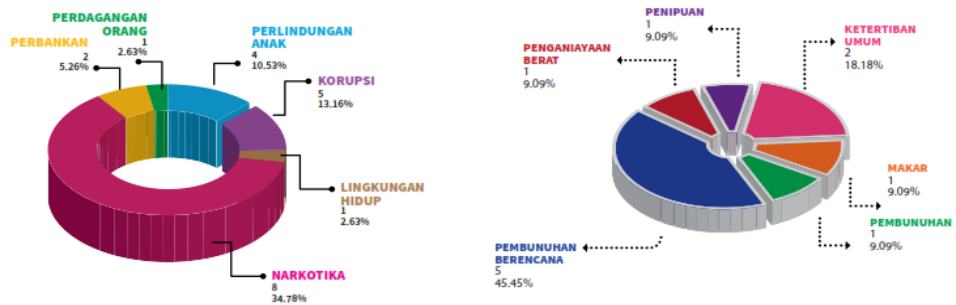 PERDAGANGAN
ORANG
1
2.63%
PERBANKAN
2
5.26%
PERLINDUNGAN
ANAK
4
10.53%
KORUPSI
5
13.16%
LINGKUNGAN
HIDUP
1
2.63%
NARKOTIKA
8
34.78%
PENIPUAN
1
9.09%
PENGANIAYAAN
BERAT
1
9.09%
KETERTIBAN
UMUM
2
18.18%
MAKAR
1
9.09%
PEMBUNUHAN
1
9.09%
PEMBUNUHAN
BERENCANA
5
45.45%